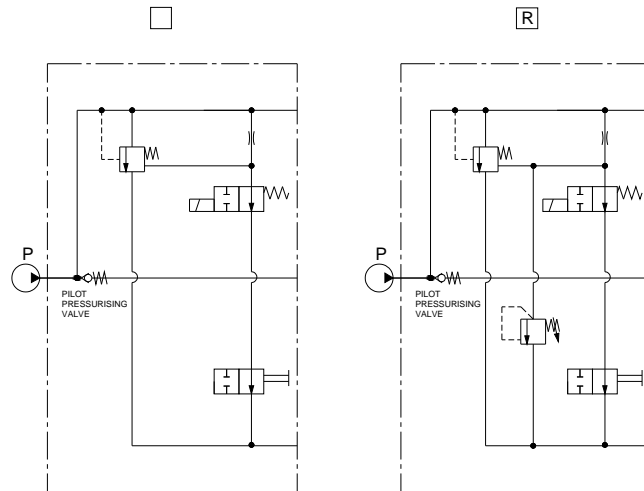 R
P
PILOT
PRESSURISING
VALVE
P
PILOT
PRESSURISING
VALVE